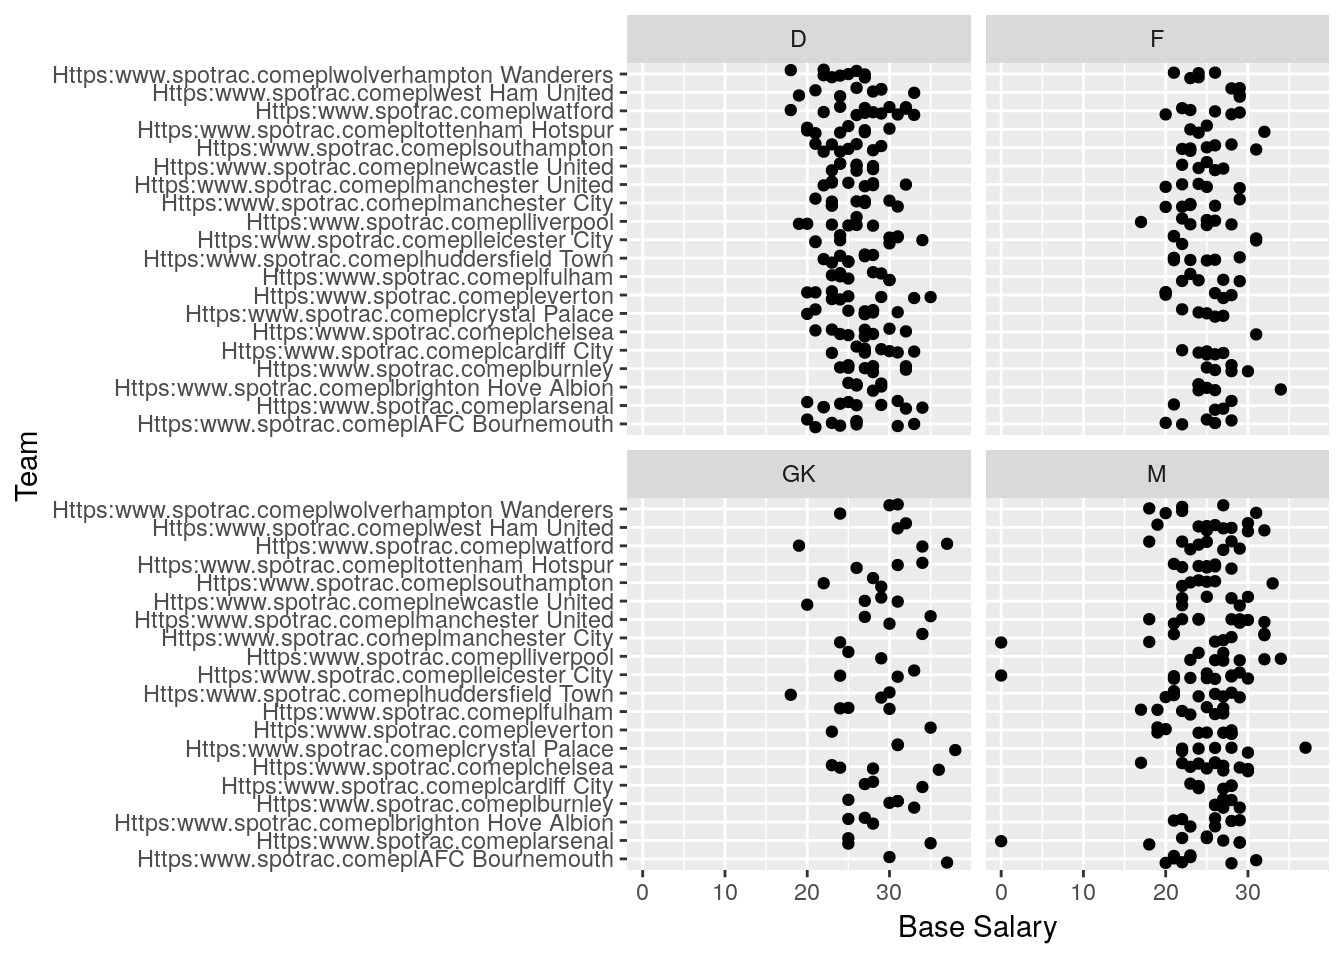 D
F
Https:www.spotrac.comeplwolverhampton Wanderers
Https:www.spotrac.comeplwest Ham United
Https:www.spotrac.comeplwatford
Https:www.spotrac.comepltottenham Hotspur
Https:www.spotrac.comeplsouthampton
Https:www.spotrac.comeplnewcastle United
Https:www.spotrac.comeplmanchester United
Https:www.spotrac.comeplmanchester City
Https:www.spotrac.comeplliverpool
Https:www.spotrac.comeplleicester City
Https:www.spotrac.comeplhuddersfield Town
Https:www.spotrac.comeplfulham
Https:www.spotrac.comepleverton
Https:www.spotrac.comeplcrystal Palace
Https:www.spotrac.comeplchelsea
Https:www.spotrac.comeplcardiff City
Https:www.spotrac.comeplburnley
Https:www.spotrac.comeplbrighton Hove Albion
Https:www.spotrac.comeplarsenal
Https:www.spotrac.comeplAFC Bournemouth
Team
GK
M
Https:www.spotrac.comeplwolverhampton Wanderers
Https:www.spotrac.comeplwest Ham United
Https:www.spotrac.comeplwatford
Https:www.spotrac.comepltottenham Hotspur
Https:www.spotrac.comeplsouthampton
Https:www.spotrac.comeplnewcastle United
Https:www.spotrac.comeplmanchester United
Https:www.spotrac.comeplmanchester City
Https:www.spotrac.comeplliverpool
Https:www.spotrac.comeplleicester City
Https:www.spotrac.comeplhuddersfield Town
Https:www.spotrac.comeplfulham
Https:www.spotrac.comepleverton
Https:www.spotrac.comeplcrystal Palace
Https:www.spotrac.comeplchelsea
Https:www.spotrac.comeplcardiff City
Https:www.spotrac.comeplburnley
Https:www.spotrac.comeplbrighton Hove Albion
Https:www.spotrac.comeplarsenal
Https:www.spotrac.comeplAFC Bournemouth
0 10 20 30
0 10 20 30
Base Salary